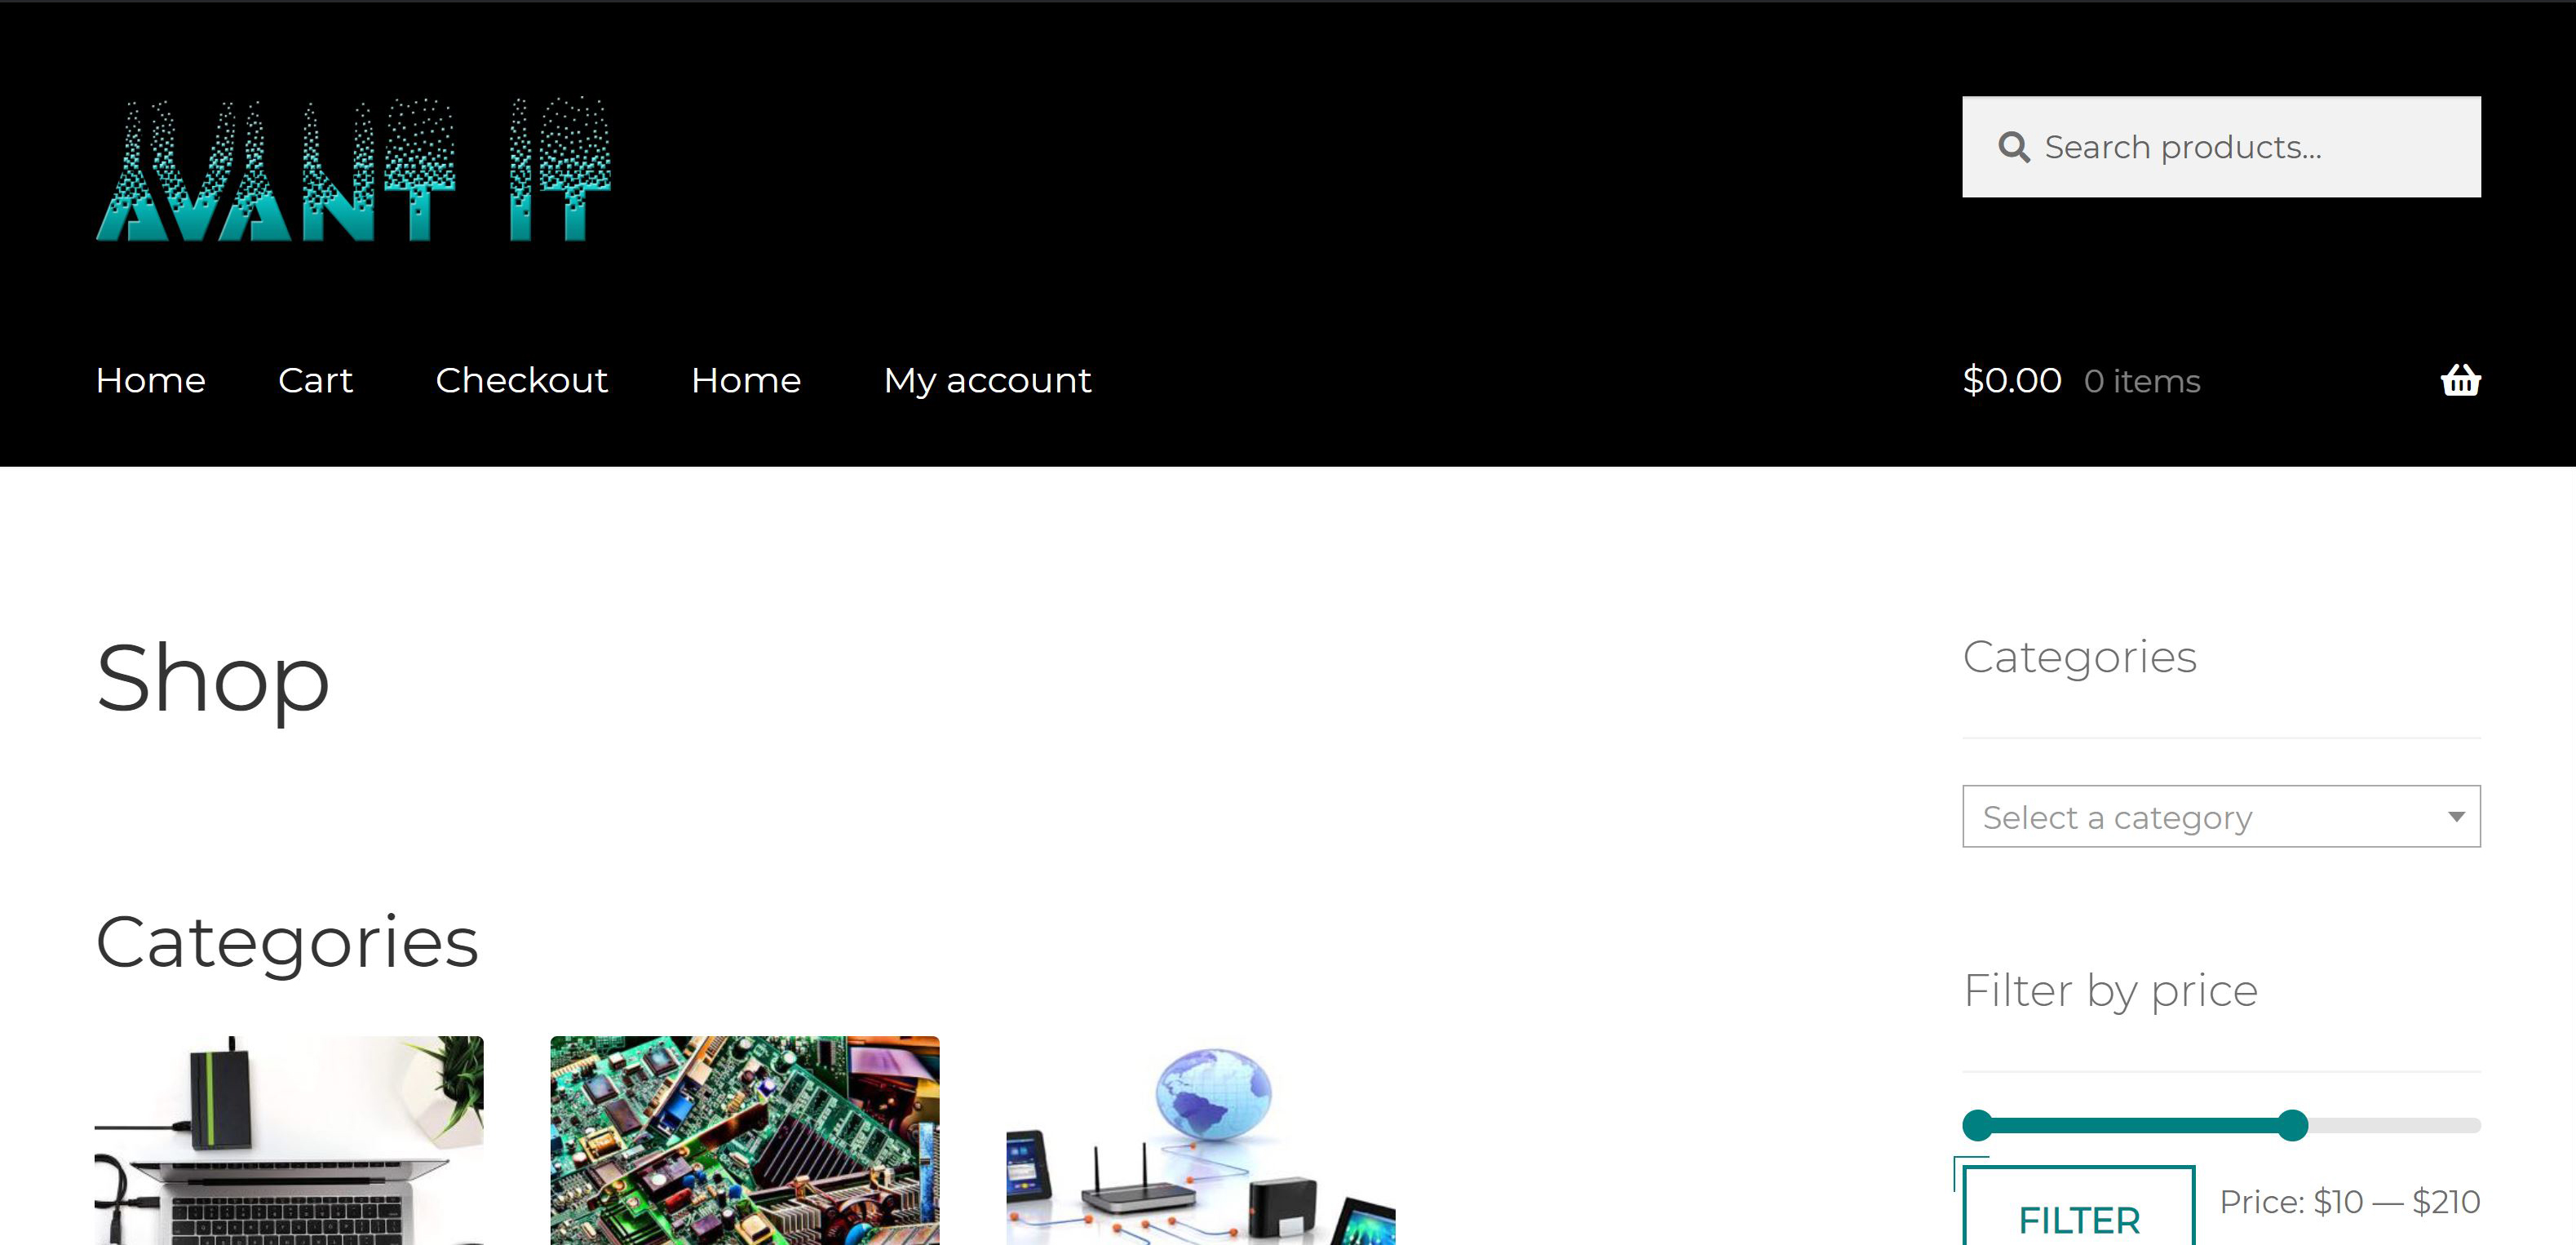 AVANT IT
Search products...
Home Cart Checkout Home My account
$0.00 0 items
Shop
Categories
Select a category
Categories
Filter by price
FILTER
Price: $10 — $210